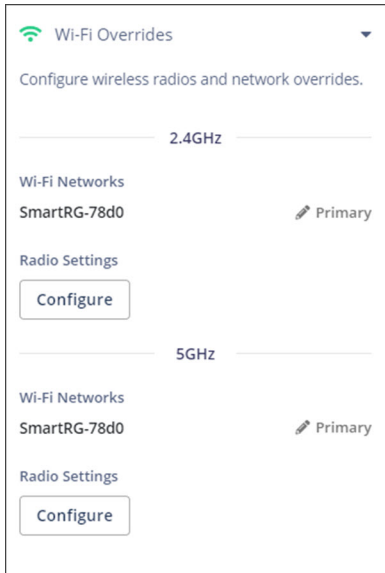 Wi-Fi Overrides
Configure wireless radios and network overrides.
2.4GHz
Wi-Fi Networks
SmartRG-78d0 Primary
Radio Settings
Configure
5GHz
Wi-Fi Networks
SmartRG-78d0 Primary
Radio Settings
Configure